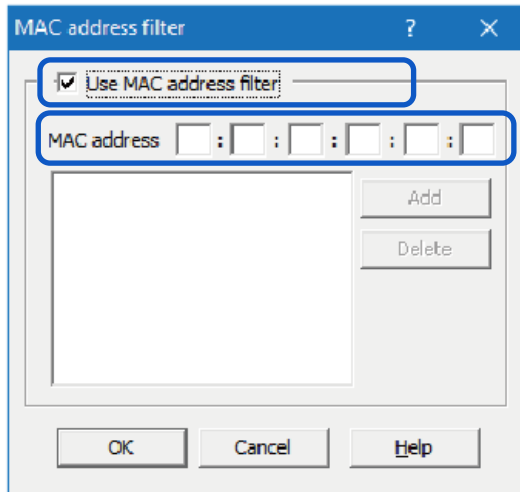 MAC address filter ? ×
Use MAC address filter
MAC address : : : : :
Add
Delete
OK Cancel Help